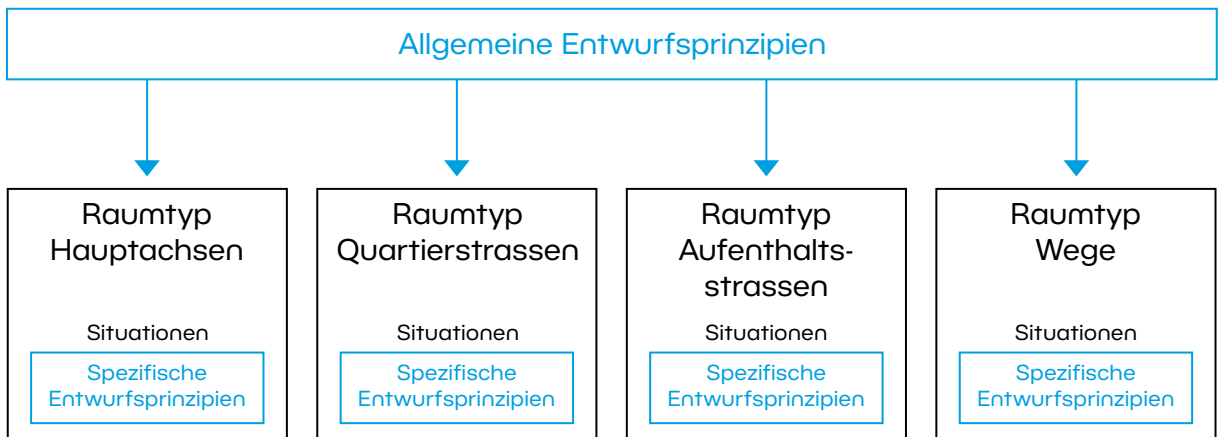 Allgemeine Entwurfsprinzipien
Raumtyp
Hauptachsen
Situationen
Spezifische
Entwurfsprinzipien
Raumtyp
Quartierstrassen
Situationen
Spezifische
Entwurfsprinzipien
Raumtyp
Aufenthalts-
strassen
Situationen
Spezifische
Entwurfsprinzipien
Raumtyp
Wege
Situationen
Spezifische
Entwurfsprinzipien